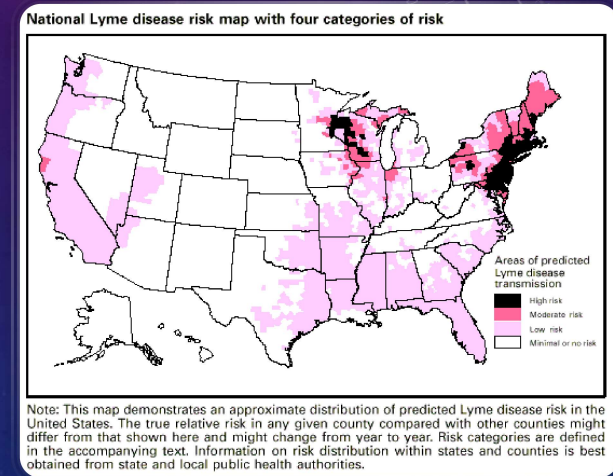 National Lyme disease risk map with four categories of risk
Areas of predicted
Lyme disease
transmission
High risk
Moderate risk
Low risk
Minimal or no risk
Note: This map demonstrates an approximate distribution of predicted Lyme disease risk in the
United States. The true relative risk in any given county compared with other counties might
differ from that shown here and might change from year to year. Risk categories are defined
in the accompanying text. Information on risk distribution within states and counties is best
obtained from state and local public health authorities.